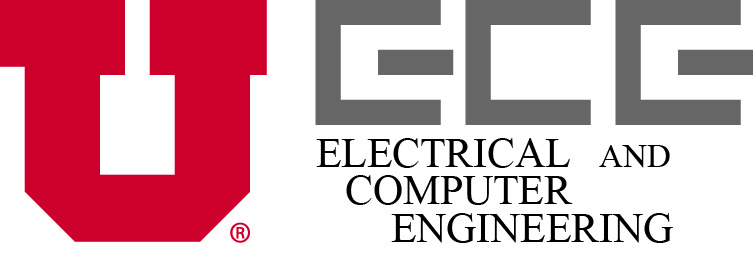 U ECE
ELECTRICAL AND
COMPUTER
ENGINEERING
®